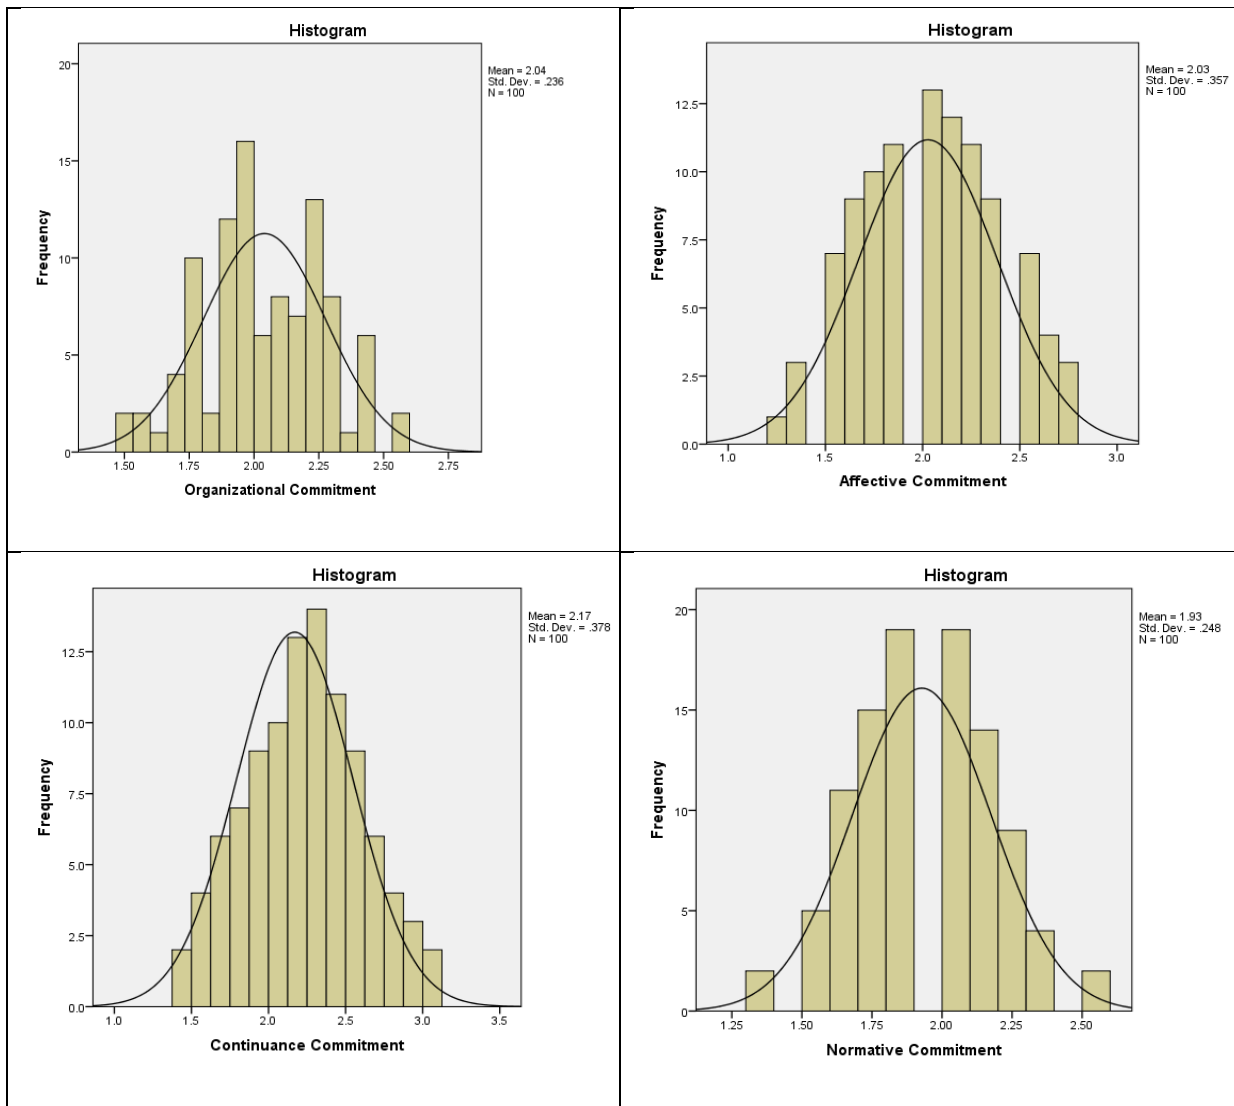 Histogram
Mean = 2.04
Std. Dev. = .236
N = 100
20
15
10
5
0
Frequency
1.50 1.75 2.00 2.25 2.50 2.75
Organizational Commitment
Histogram
Mean = 2.03
Std. Dev. = .357
N = 100
12.5
10.0
7.5
5.0
2.5
0.0
Frequency
1.0 1.5 2.0 2.5 3.0
Affective Commitment
Histogram
Mean = 2.17
Std. Dev. = .378
N = 100
12.5
10.0
7.5
5.0
2.5
0.0
Frequency
1.0 1.5 2.0 2.5 3.0 3.5
Continuance Commitment
Histogram
Mean = 1.93
Std. Dev. = .248
N = 100
20
15
10
5
0
Frequency
1.25 1.50 1.75 2.00 2.25 2.50
Normative Commitment